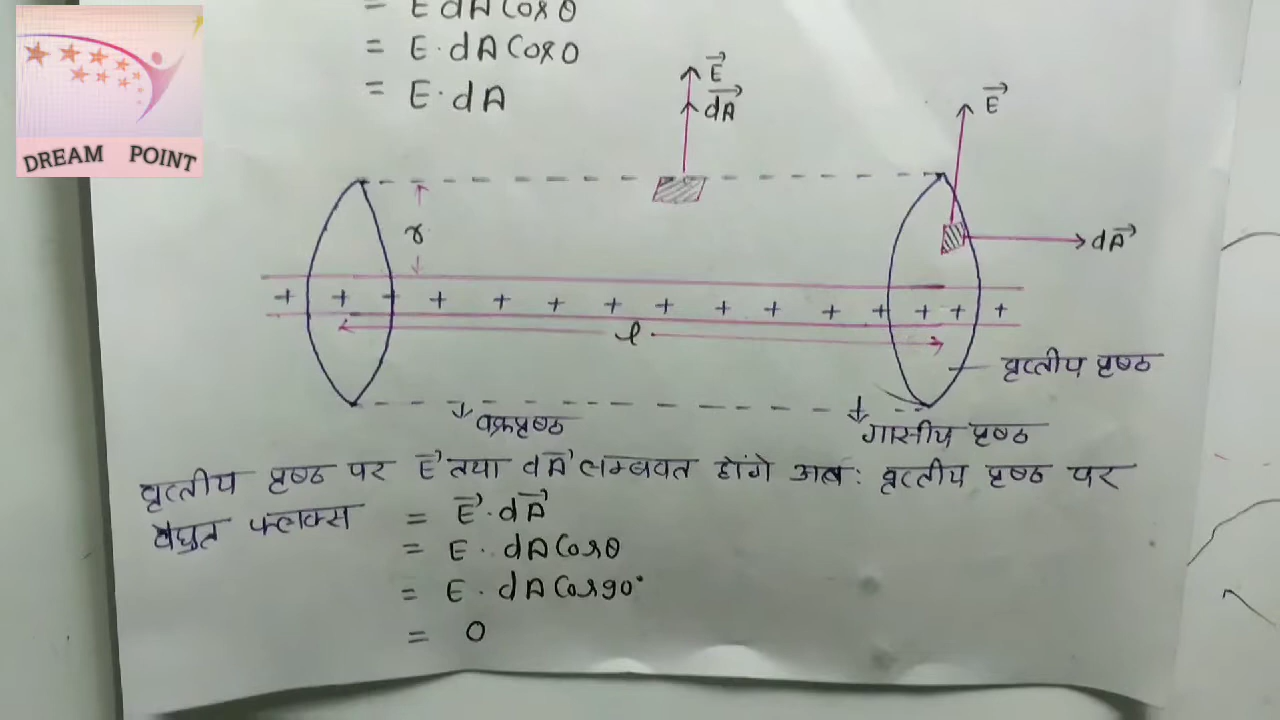 = E dA Cos θ
= E · dA Cos 0
= E · dA
DREAM POINT
E⃗
dA⃗
E⃗
dA⃗
r
+ + + + + + + + + + + + + +
l
वृत्तीय पृष्ठ
वक्रपृष्ठ
गासीय पृष्ठ
वृत्तीय पृष्ठ पर E⃗ तथा dA⃗ लम्बवत होंगे अतः वृत्तीय पृष्ठ पर
वैद्युत फ्लक्स = E⃗ · dA⃗
= E · dA Cos θ
= E · dA Cos 90°
= 0